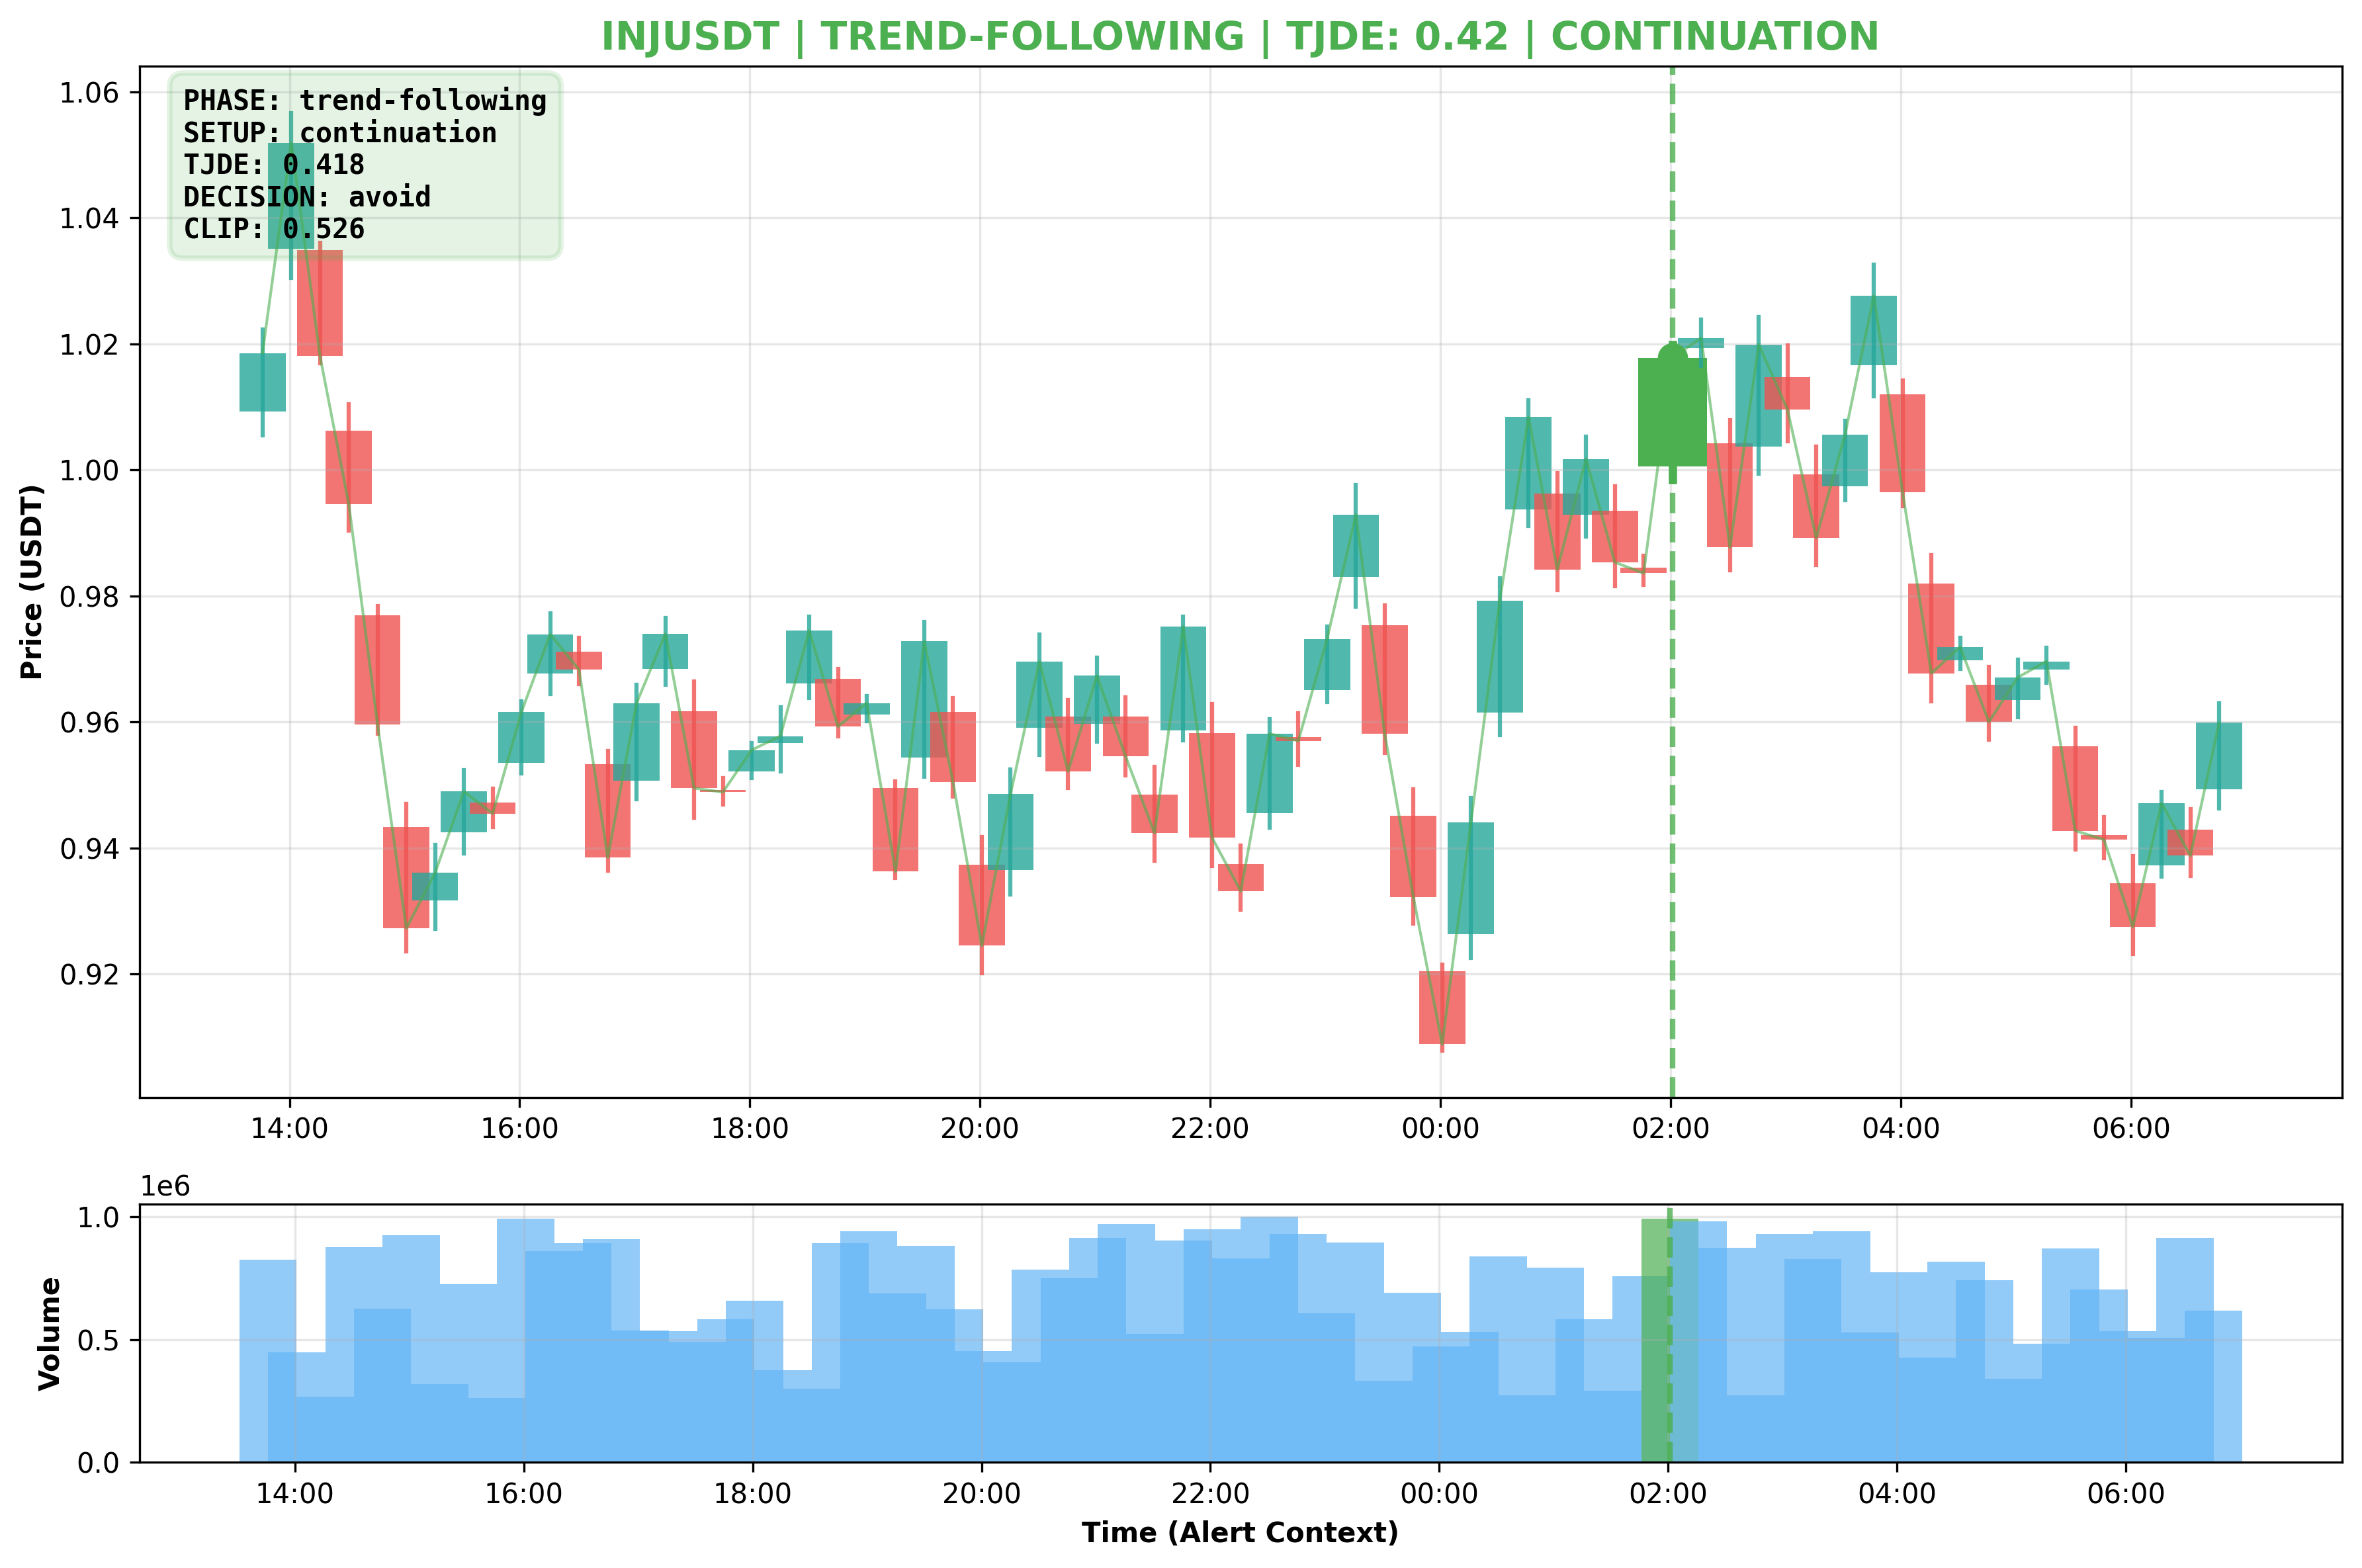 INJUSDT | TREND-FOLLOWING | TJDE: 0.42 | CONTINUATION
PHASE: trend-following
SETUP: continuation
TJDE: 0.418
DECISION: avoid
CLIP: 0.526
Price (USDT)
1.06
1.04
1.02
1.00
0.98
0.96
0.94
0.92
14:00 16:00 18:00 20:00 22:00 00:00 02:00 04:00 06:00
1e6
Volume
1.0
0.5
0.0
14:00 16:00 18:00 20:00 22:00 00:00 02:00 04:00 06:00
Time (Alert Context)